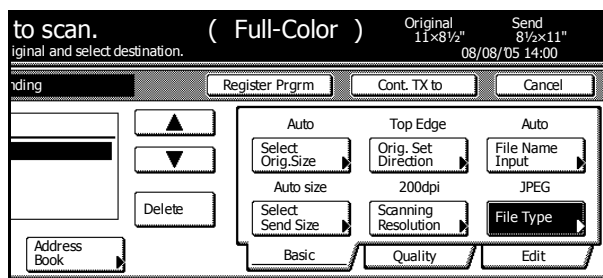 to scan. ( Full-Color ) Original Send
11×8½" 8½×11"
iginal and select destination. 08/08/'05 14:00
nding Register Prgrm Cont. TX to Cancel
Auto Top Edge Auto
Select Orig. Set File Name
Orig.Size Direction Input
Auto size 200dpi JPEG
Delete Select Scanning File Type
Send Size Resolution
Address
Book Basic Quality Edit